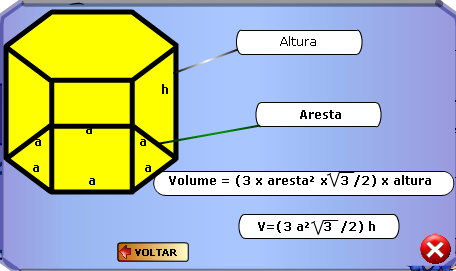 Altura
h
Aresta
a
a
a
a
a
a
Volume = (3 x aresta² x√3 /2) x altura
V=(3 a²√3 /2) h
VOLTAR